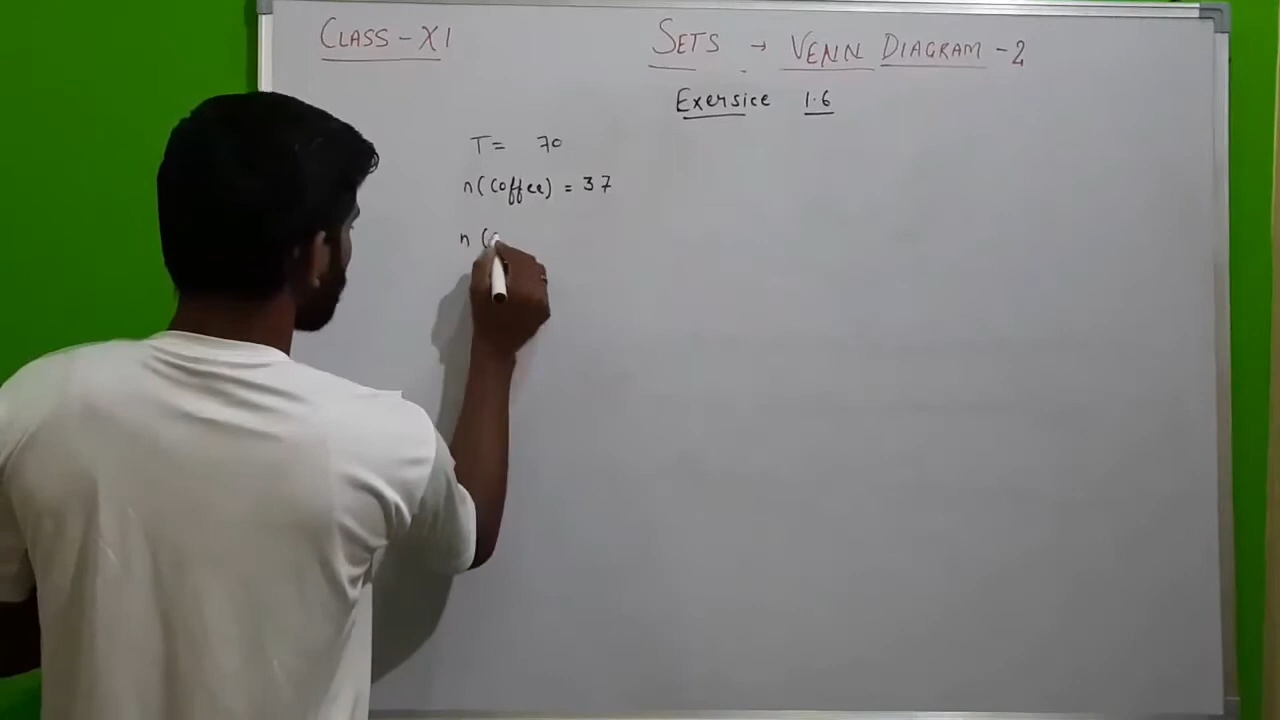 CLASS - XI
SETS → VENN DIAGRAM - 2
Exersice 1.6
T = 70
n(Coffee) = 37
n (